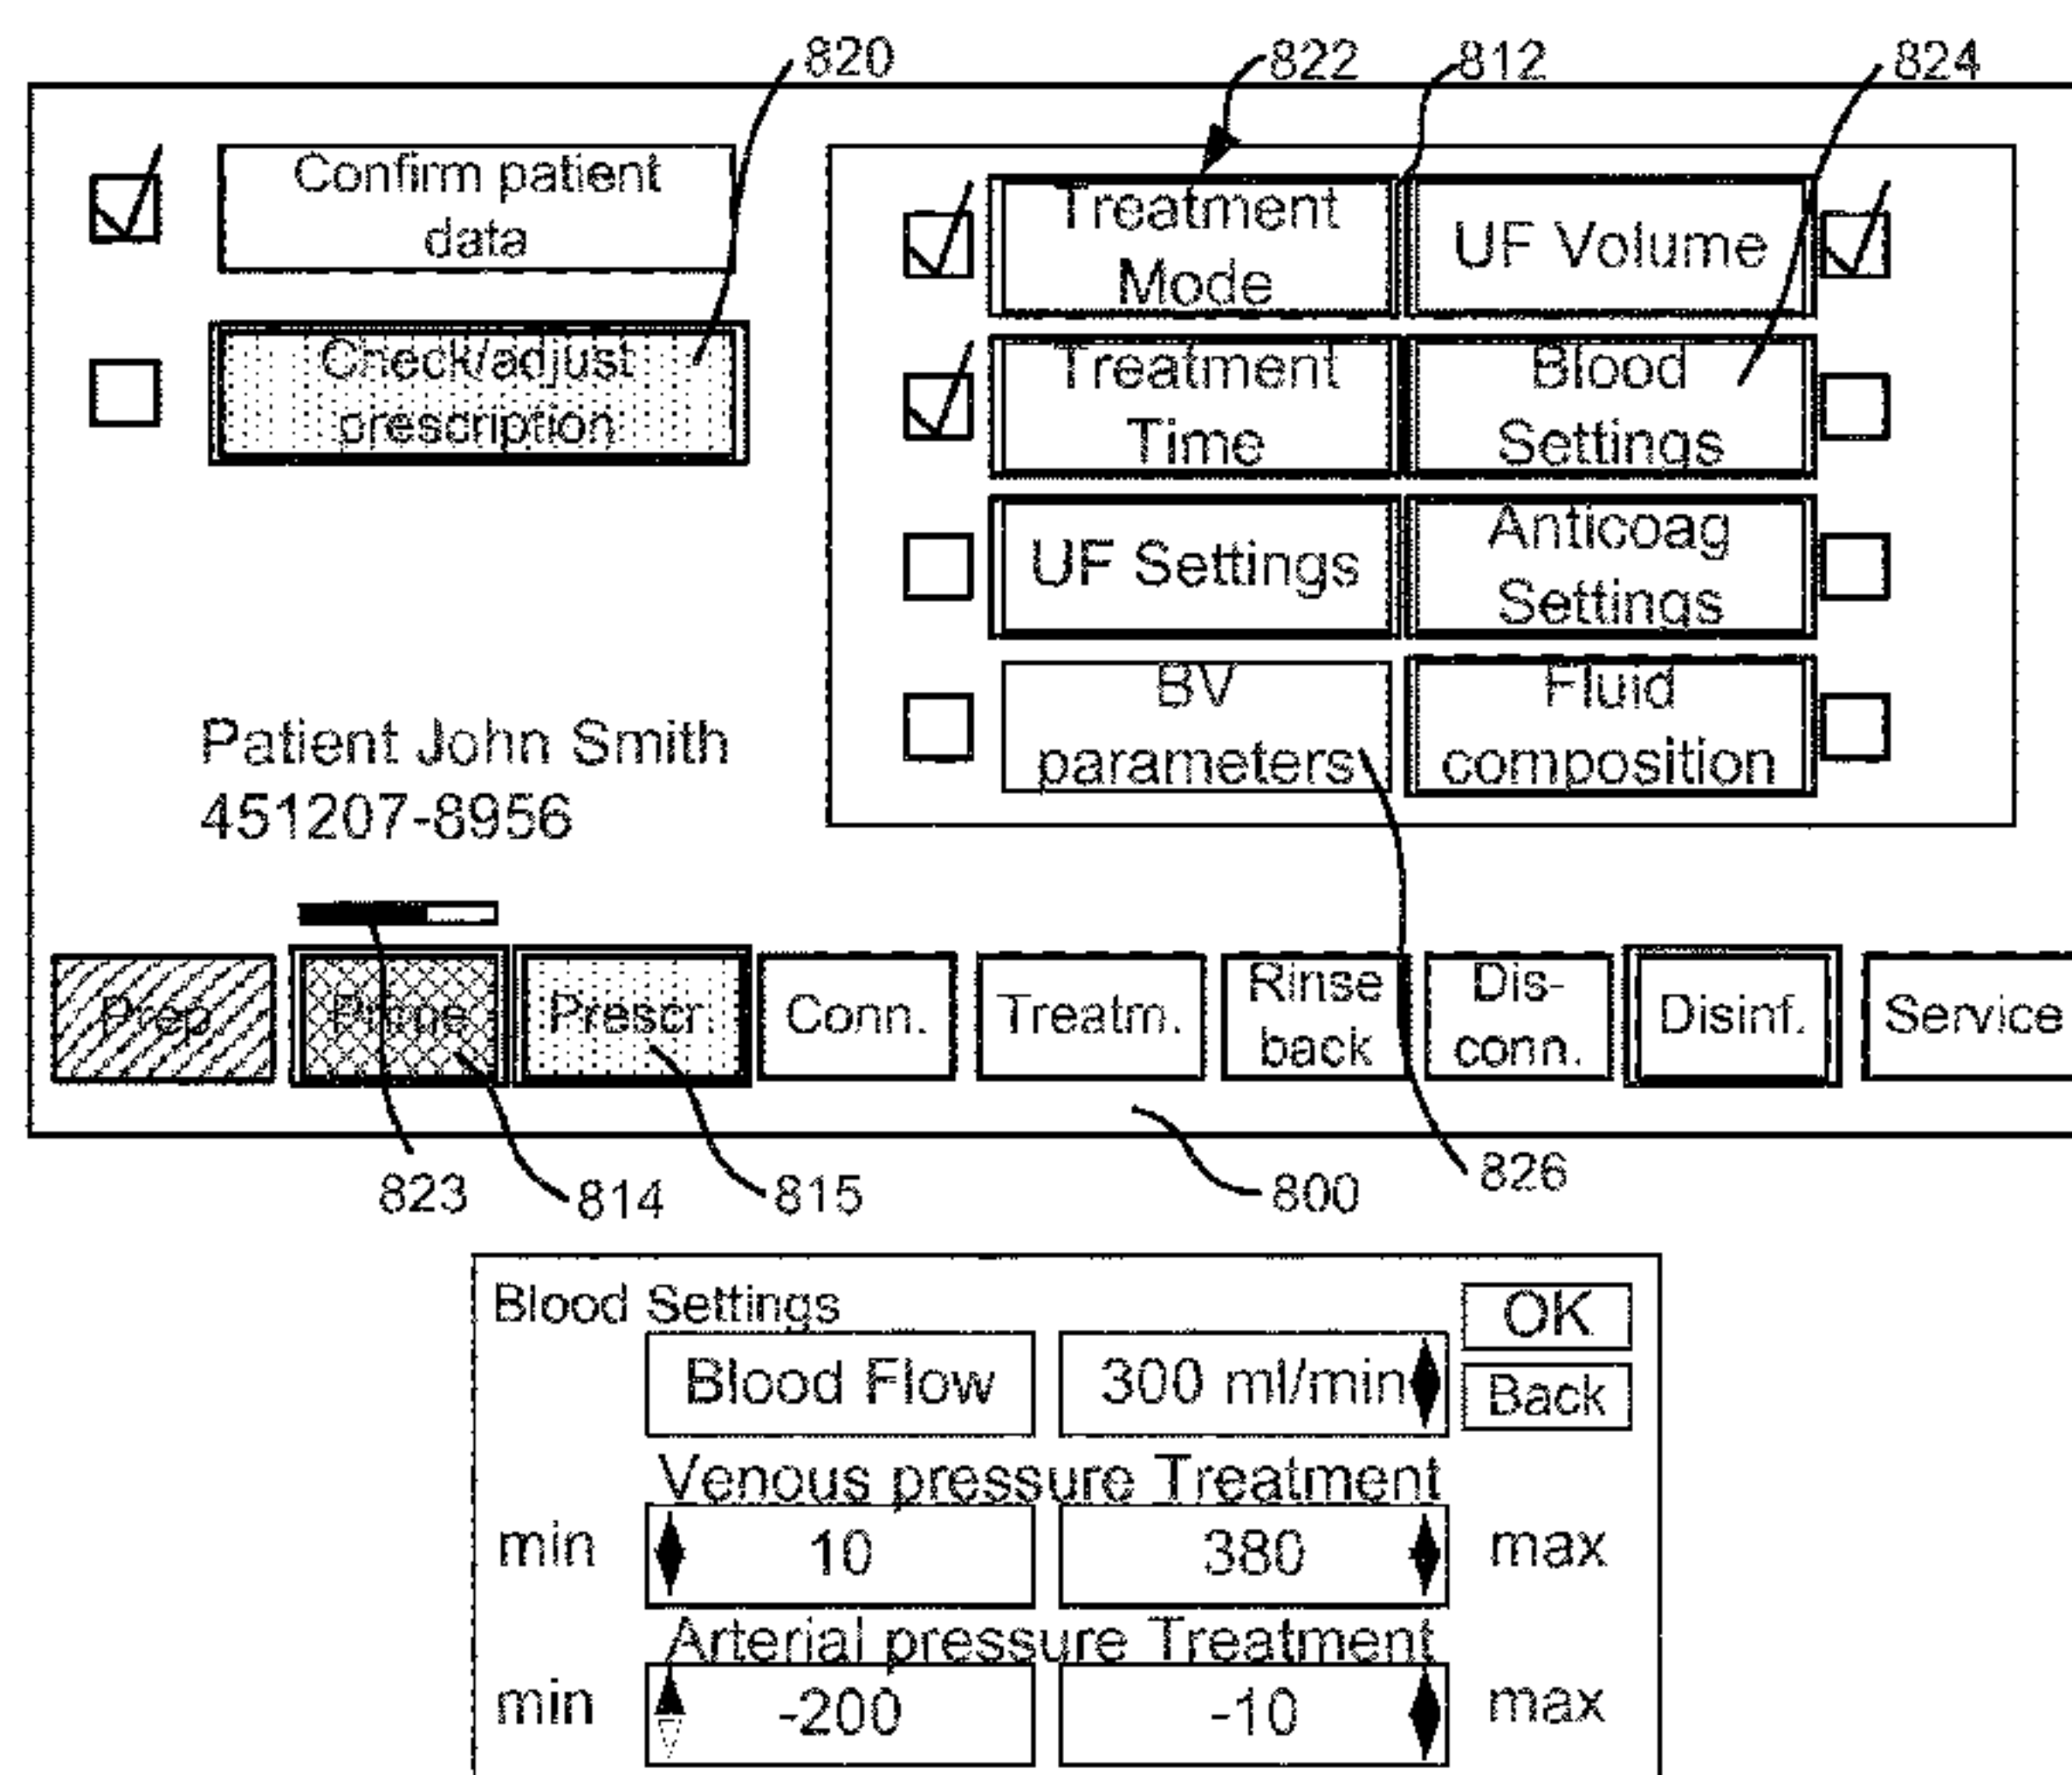 820
822
812
824
Confirm patient
data
Treatment
Mode
UF Volume
Check/adjust
prescription
Treatment
Time
Blood
Settings
UF Settings
Anticoag
Settings
BV
parameters
Fluid
composition
Patient John Smith
451207-8956
Prep
Prime
Prescr.
Conn.
Treatm.
Rinse
back
Dis-
conn.
Disinf.
Service
823
814
815
800
826
Blood Settings
OK
Blood Flow
300 ml/min
Back
Venous pressure Treatment
min
10
380
max
Arterial pressure Treatment
min
-200
-10
max